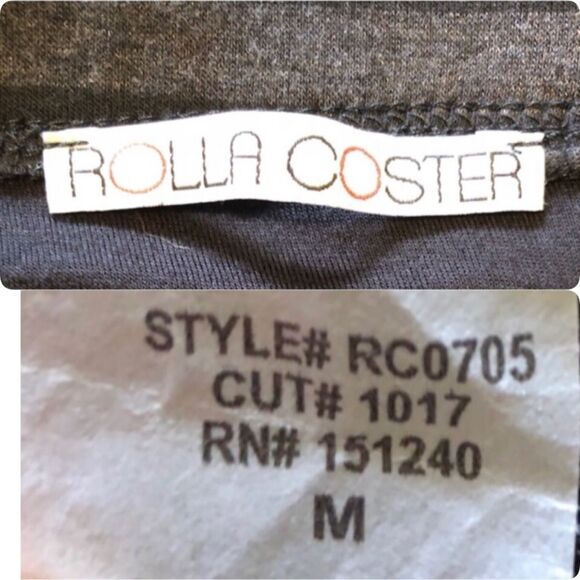 ROLLA COSTER
STYLE# RC0705
CUT# 1017
RN# 151240
M